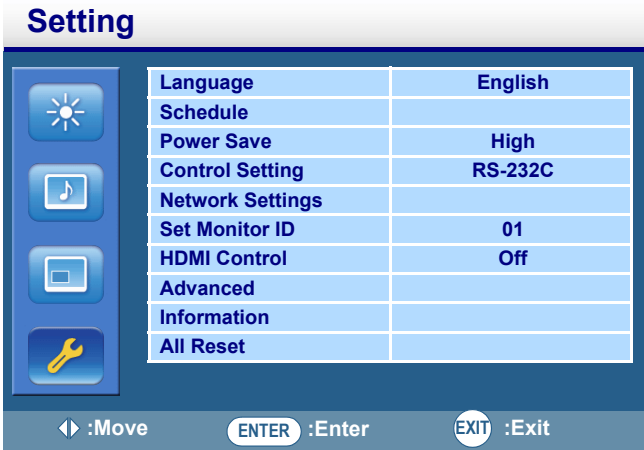 Setting
Language English
Schedule
Power Save High
Control Setting RS-232C
Network Settings
Set Monitor ID 01
HDMI Control Off
Advanced
Information
All Reset
:Move ENTER :Enter EXIT :Exit